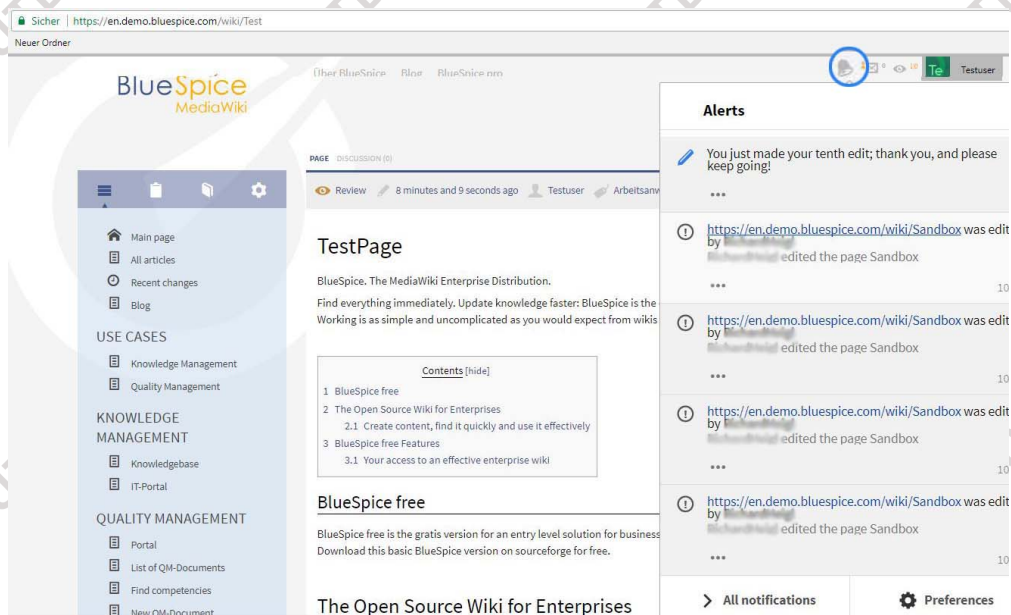 Sicher | https://en.demo.bluespice.com/wiki/Test
Neuer Ordner
BlueSpice
MediaWiki
Über BlueSpice Blog BlueSpice pro
0 10 Te Testuser
PAGE DISCUSSION (0)
Review 8 minutes and 9 seconds ago Testuser Arbeitsanw
Main page
All articles
Recent changes
Blog
USE CASES
Knowledge Management
Quality Management
KNOWLEDGE
MANAGEMENT
Knowledgebase
IT-Portal
QUALITY MANAGEMENT
Portal
List of QM-Documents
Find competencies
New QM-Document
TestPage
BlueSpice. The MediaWiki Enterprise Distribution.
Find everything immediately. Update knowledge faster: BlueSpice is the
Working is as simple and uncomplicated as you would expect from wikis
Contents [hide]
1 BlueSpice free
2 The Open Source Wiki for Enterprises
2.1 Create content, find it quickly and use it effectively
3 BlueSpice free Features
3.1 Your access to an effective enterprise wiki
BlueSpice free
BlueSpice free is the gratis version for an entry level solution for business
Download this basic BlueSpice version on sourceforge for free.
The Open Source Wiki for Enterprises
Alerts
You just made your tenth edit; thank you, and please
keep going!
•••
https://en.demo.bluespice.com/wiki/Sandbox was edit
by
edited the page Sandbox
••• 10
https://en.demo.bluespice.com/wiki/Sandbox was edit
by
edited the page Sandbox
••• 10
https://en.demo.bluespice.com/wiki/Sandbox was edit
by
edited the page Sandbox
••• 10
https://en.demo.bluespice.com/wiki/Sandbox was edit
by
edited the page Sandbox
••• 10
All notifications Preferences